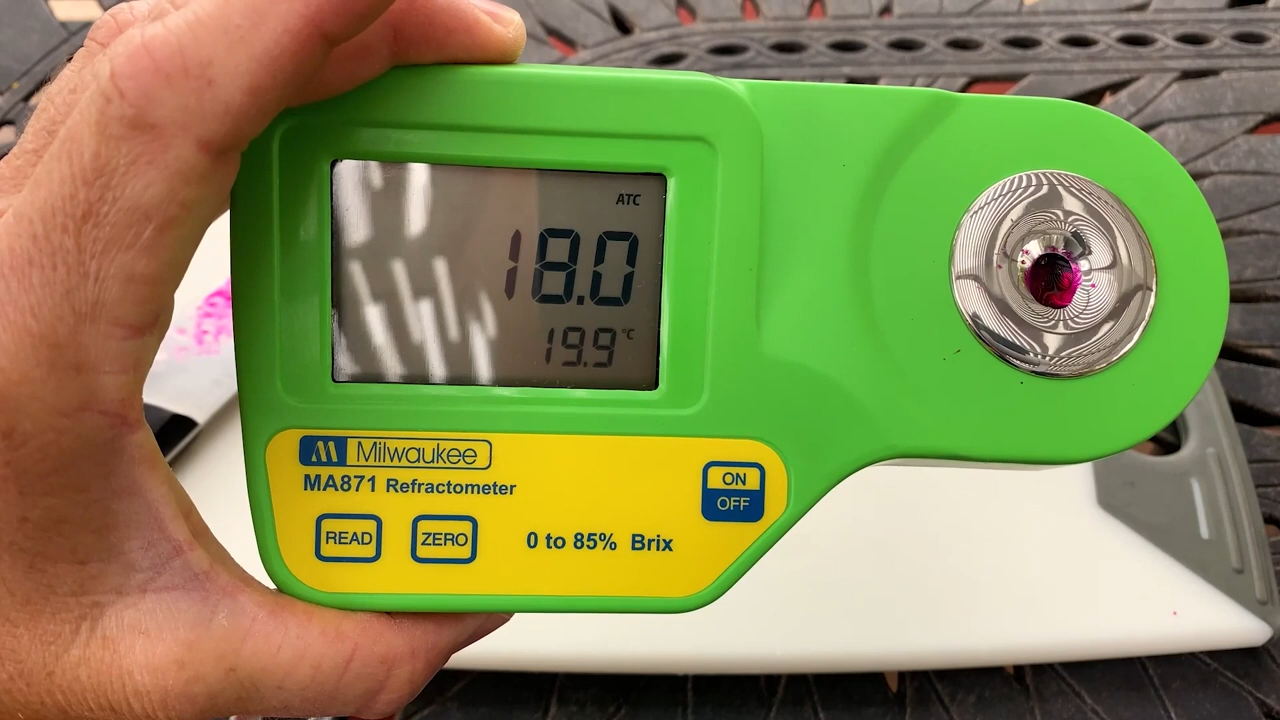 ATC
18.0
19.9 °C
Milwaukee
MA871 Refractometer
ON
OFF
READ
ZERO
0 to 85% Brix